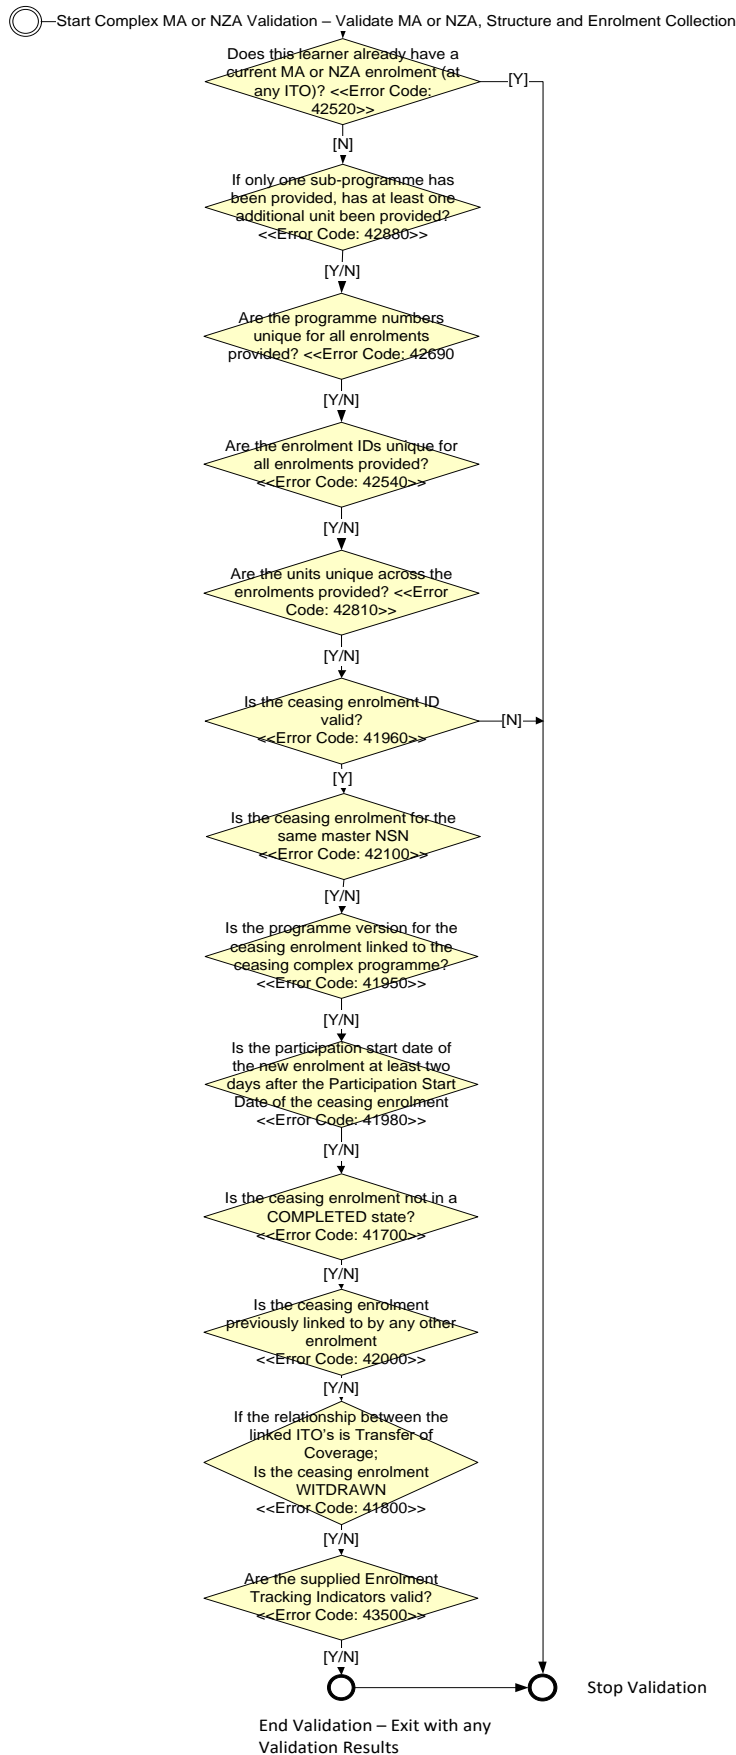 Start Complex MA or NZA Validation – Validate MA or NZA, Structure and Enrolment Collection
Does this learner already have a
current MA or NZA enrolment (at
any ITO)? <<Error Code:
42520>>
[Y]
[N]
If only one sub-programme has
been provided, has at least one
additional unit been provided?
<<Error Code: 42880>>
[Y/N]
Are the programme numbers
unique for all enrolments
provided? <<Error Code: 42690
[Y/N]
Are the enrolment IDs unique for
all enrolments provided?
<<Error Code: 42540>>
[Y/N]
Are the units unique across the
enrolments provided? <<Error
Code: 42810>>
[Y/N]
Is the ceasing enrolment ID
valid?
<<Error Code: 41960>>
[N]
[Y]
Is the ceasing enrolment for the
same master NSN
<<Error Code: 42100>>
[Y/N]
Is the programme version for the
ceasing enrolment linked to the
ceasing complex programme?
<<Error Code: 41950>>
[Y/N]
Is the participation start date of
the new enrolment at least two
days after the Participation Start
Date of the ceasing enrolment
<<Error Code: 41980>>
[Y/N]
Is the ceasing enrolment not in a
COMPLETED state?
<<Error Code: 41700>>
[Y/N]
Is the ceasing enrolment
previously linked to by any other
enrolment
<<Error Code: 42000>>
[Y/N]
If the relationship between the
linked ITO's is Transfer of
Coverage;
Is the ceasing enrolment
WITDRAWN
<<Error Code: 41800>>
[Y/N]
Are the supplied Enrolment
Tracking Indicators valid?
<<Error Code: 43500>>
[Y/N]
Stop Validation
End Validation – Exit with any
Validation Results